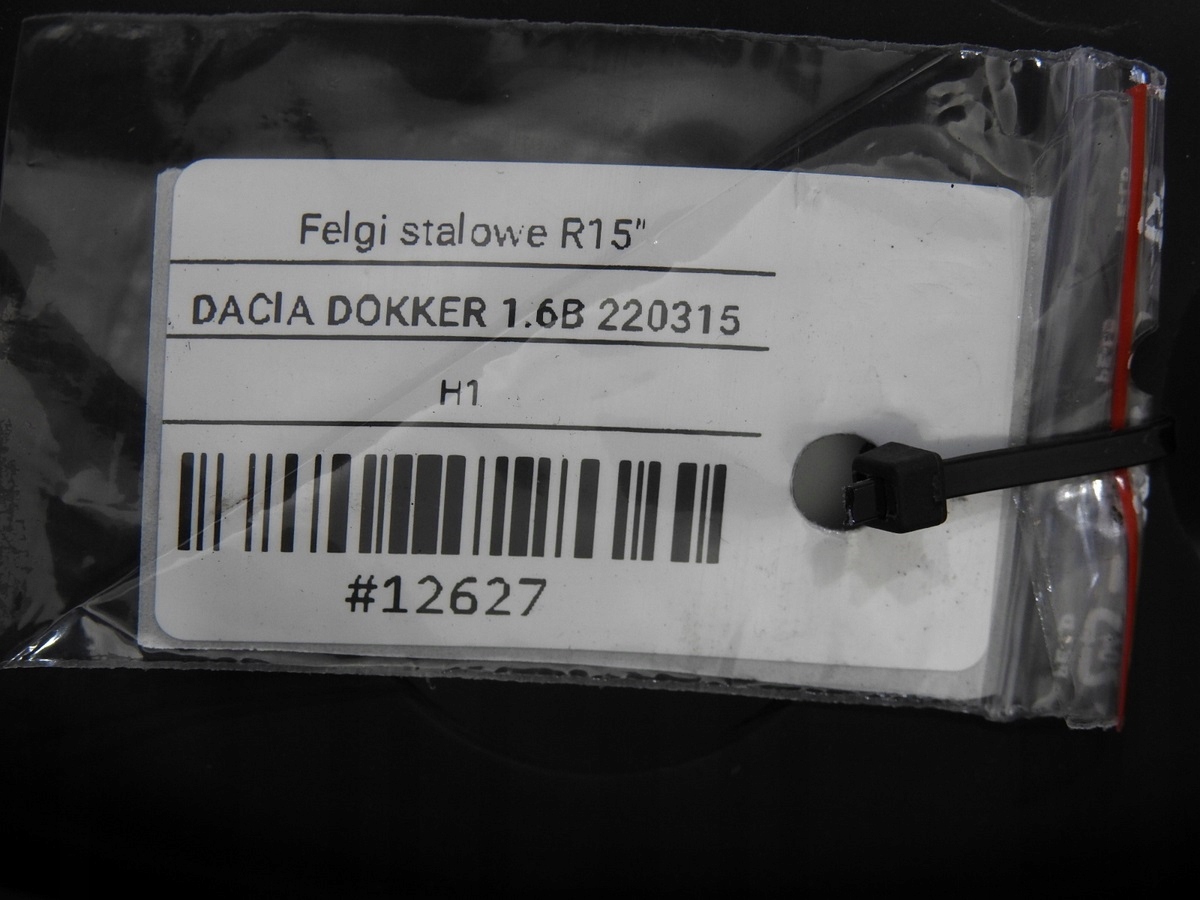 Felgi stalowe R15"
DACIA DOKKER 1.6B 220315
H1
#12627